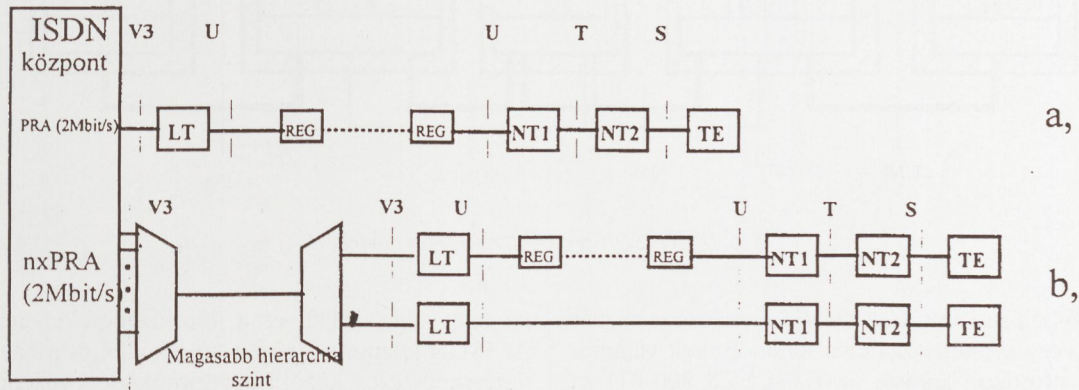 ISDN
központ
V3 U U T S
PRA (2Mbit/s)
LT REG REG NT1 NT2 TE
a,
V3 V3 U U T S
nxPRA
(2Mbit/s)
LT REG REG NT1 NT2 TE
b,
LT NT1 NT2 TE
Magasabb hierarchia
szint